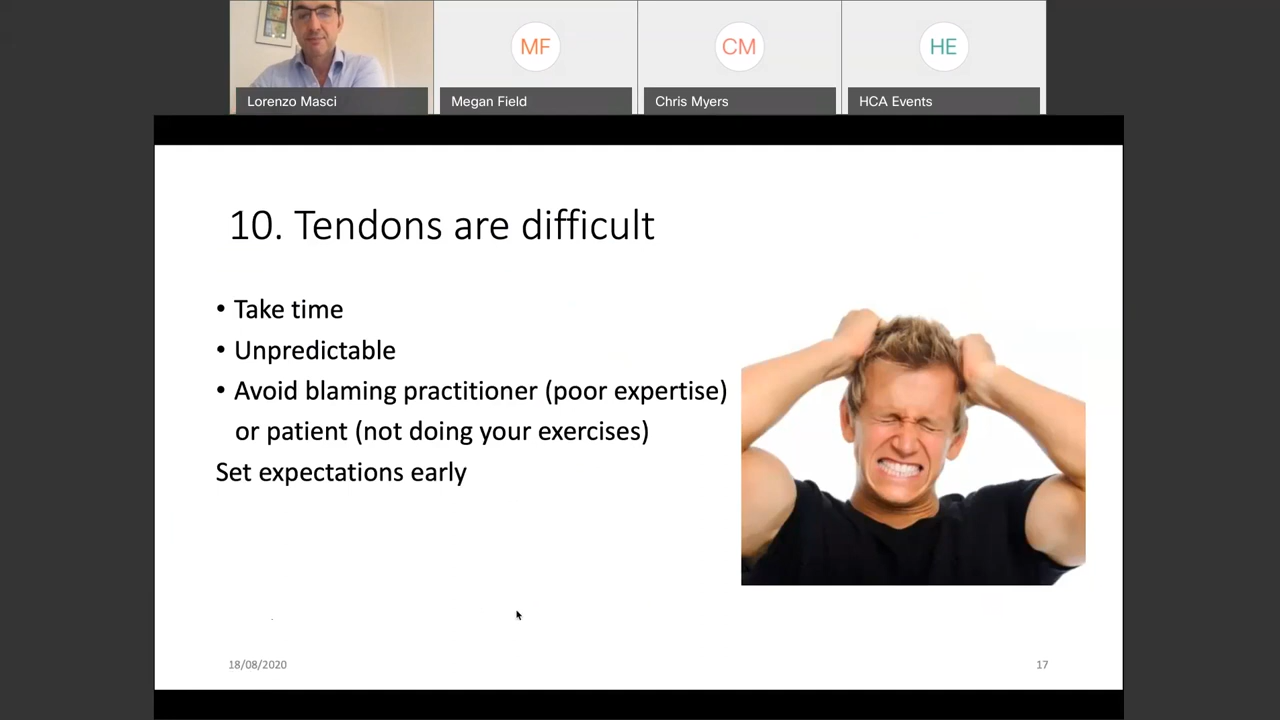 MF
CM
HE
Lorenzo Masci
Megan Field
Chris Myers
HCA Events
10. Tendons are difficult
• Take time
• Unpredictable
• Avoid blaming practitioner (poor expertise)
or patient (not doing your exercises)
Set expectations early
18/08/2020
17